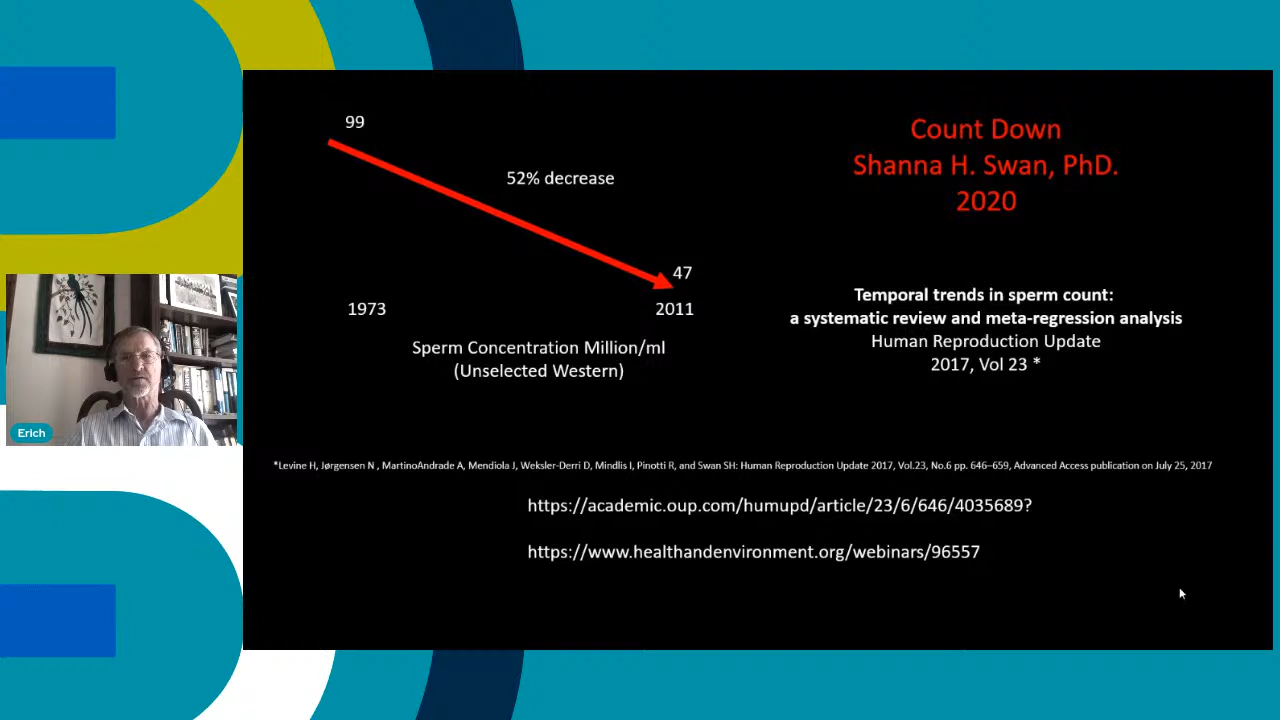 99
52% decrease
47
1973
2011
Sperm Concentration Million/ml
(Unselected Western)
Count Down
Shanna H. Swan, PhD.
2020
Temporal trends in sperm count:
a systematic review and meta-regression analysis
Human Reproduction Update
2017, Vol 23 *
*Levine H, Jørgensen N , MartinoAndrade A, Mendiola J, Weksler-Derri D, Mindlis I, Pinotti R, and Swan SH: Human Reproduction Update 2017, Vol.23, No.6 pp. 646–659, Advanced Access publication on July 25, 2017
https://academic.oup.com/humupd/article/23/6/646/4035689?
https://www.healthandenvironment.org/webinars/96557
Erich